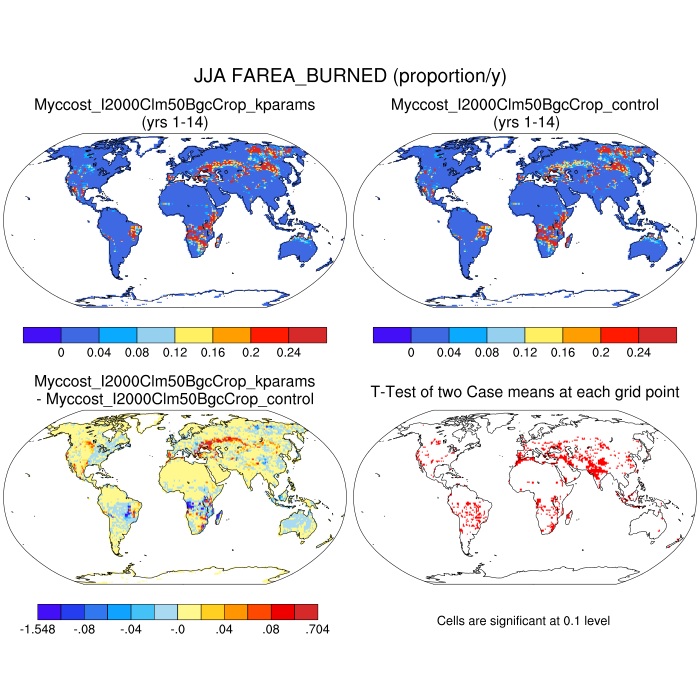 JJA FAREA_BURNED (proportion/y)
Myccost_I2000Clm50BgcCrop_kparams
(yrs 1-14)
Myccost_I2000Clm50BgcCrop_control
(yrs 1-14)
0 0.04 0.08 0.12 0.16 0.2 0.24
0 0.04 0.08 0.12 0.16 0.2 0.24
Myccost_I2000Clm50BgcCrop_kparams
- Myccost_I2000Clm50BgcCrop_control
T-Test of two Case means at each grid point
-1.548 -.08 -.04 -.0 .04 .08 .704
Cells are significant at 0.1 level